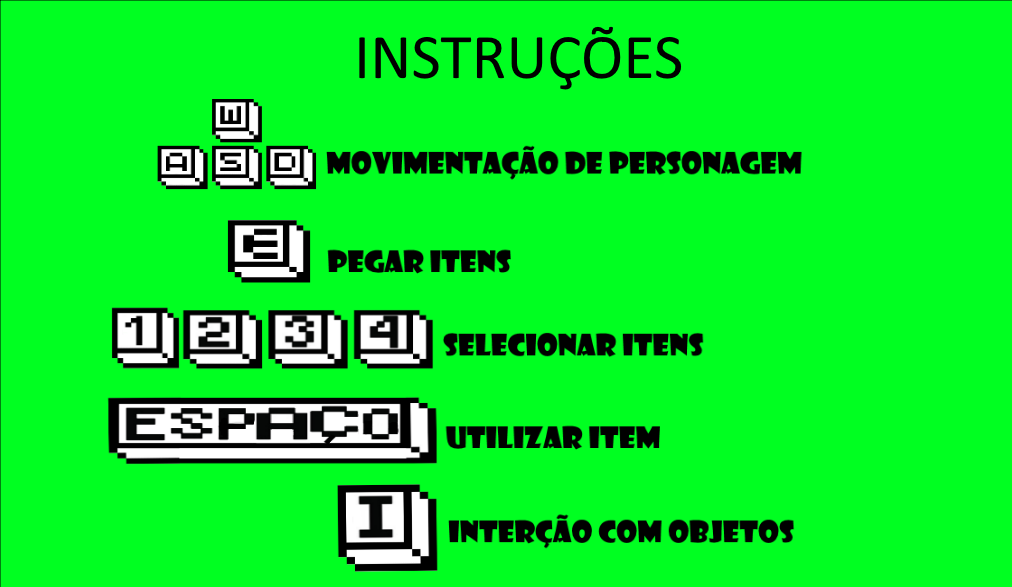 INSTRUÇÕES
W
A S D MOVIMENTAÇÃO DE PERSONAGEM
E PEGAR ITENS
1 2 3 4 SELECIONAR ITENS
ESPAÇO UTILIZAR ITEM
I INTERÇÃO COM OBJETOS